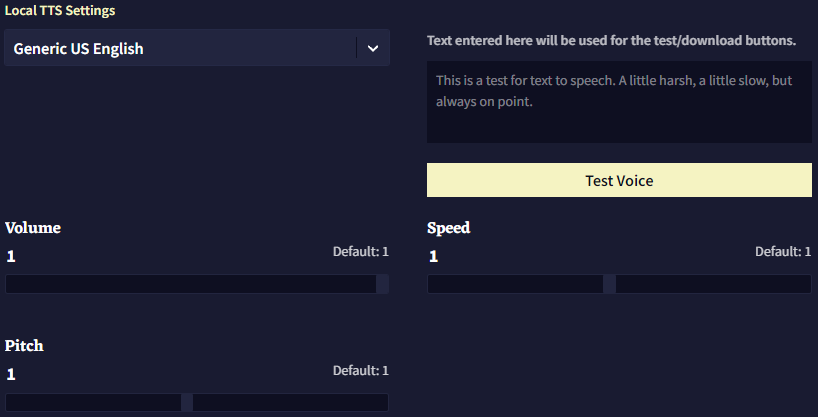 Local TTS Settings
Generic US English
Text entered here will be used for the test/download buttons.
This is a test for text to speech. A little harsh, a little slow, but
always on point.
Test Voice
Volume
1
Default: 1
Speed
1
Default: 1
Pitch
1
Default: 1